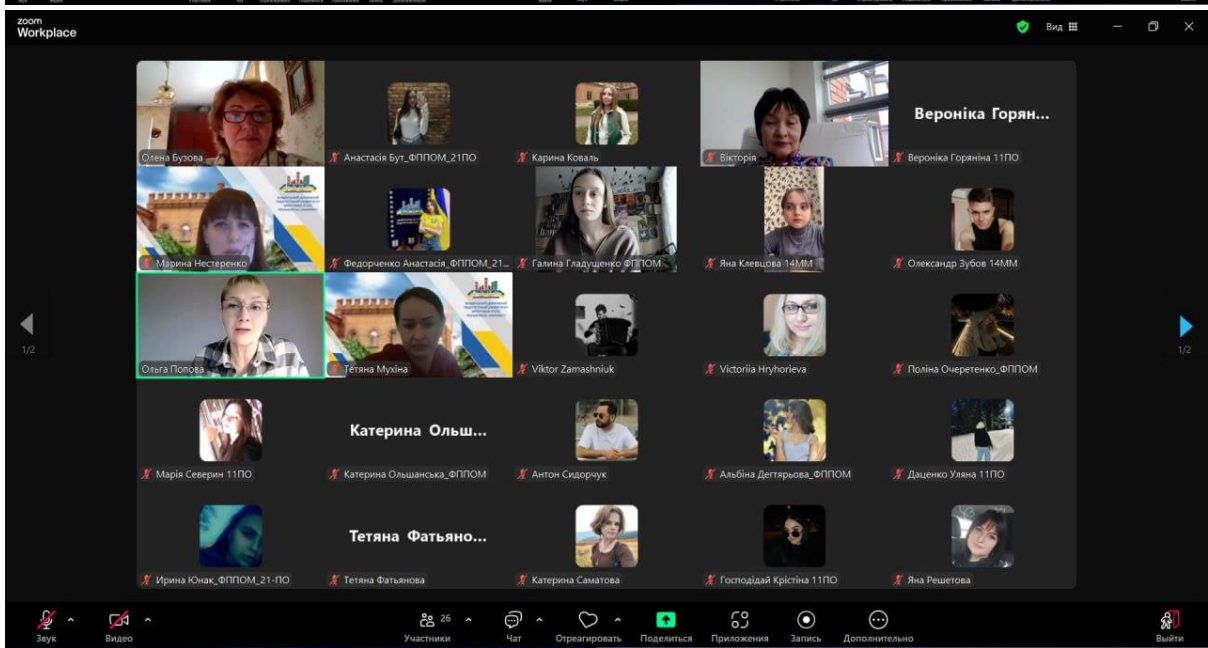 zoom
Workplace
Вид
Олена Бузова
Анастасія Бут_ФППОМ_21ПО
Карина Коваль
Вікторія
Вероніка Горян...
Вероніка Горяніна 11ПО
Марина Нестеренко
Федорченко Анастасія_ФППОМ_21...
Галина Гладущенко ФППОМ
Яна Клевцова 14ММ
Олександр Зубов 14ММ
1/2
1/2
Ольга Попова
Тетяна Мухіна
Viktor Zamashniuk
Victoriia Hryhorieva
Поліна Очеретенко_ФППОМ
Марія Северин 11ПО
Катерина Ольш...
Катерина Ольшанська_ФППОМ
Антон Сидорчук
Альбіна Дегтярьова_ФППОМ
Даценко Уляна 11ПО
Ирина Юнак_ФППОМ_21-ПО
Тетяна Фатьяно...
Тетяна Фатьянова
Катерина Саматова
Господідай Крістіна 11ПО
Яна Решетова
Звук
Видео
26
Участники
Чат
Отреагировать
Поделиться
Приложения
Запись
Дополнительно
Выйти